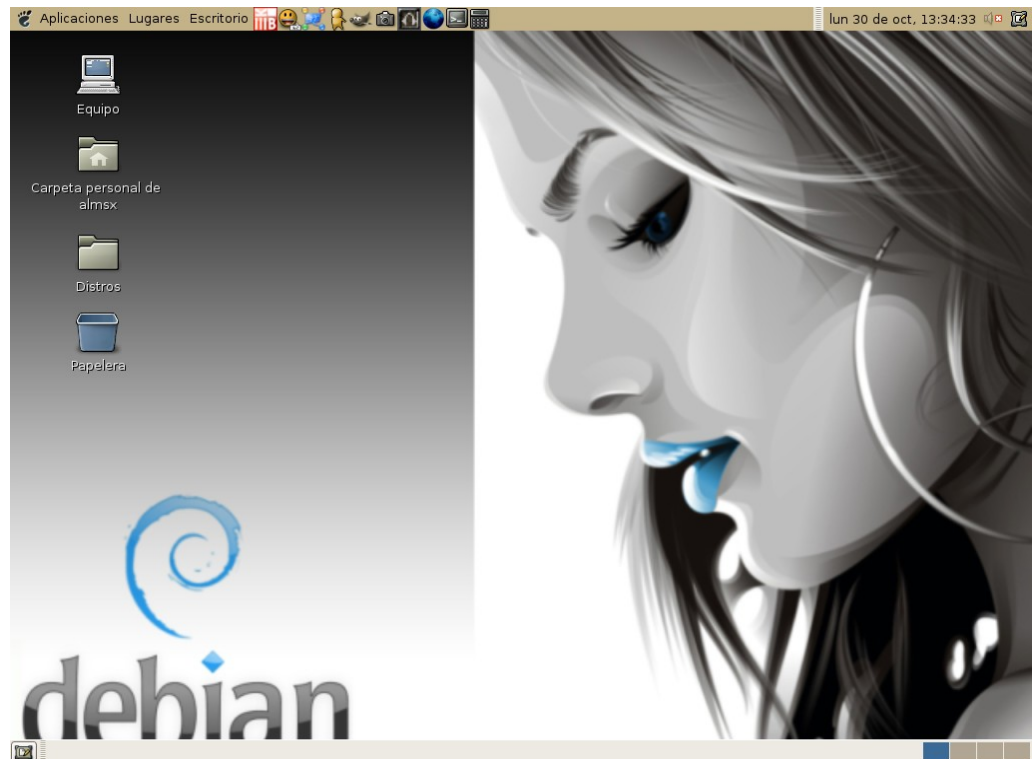 Aplicaciones Lugares Escritorio
lun 30 de oct, 13:34:33
Equipo
Carpeta personal de
almsx
Distros
Papelera
debian